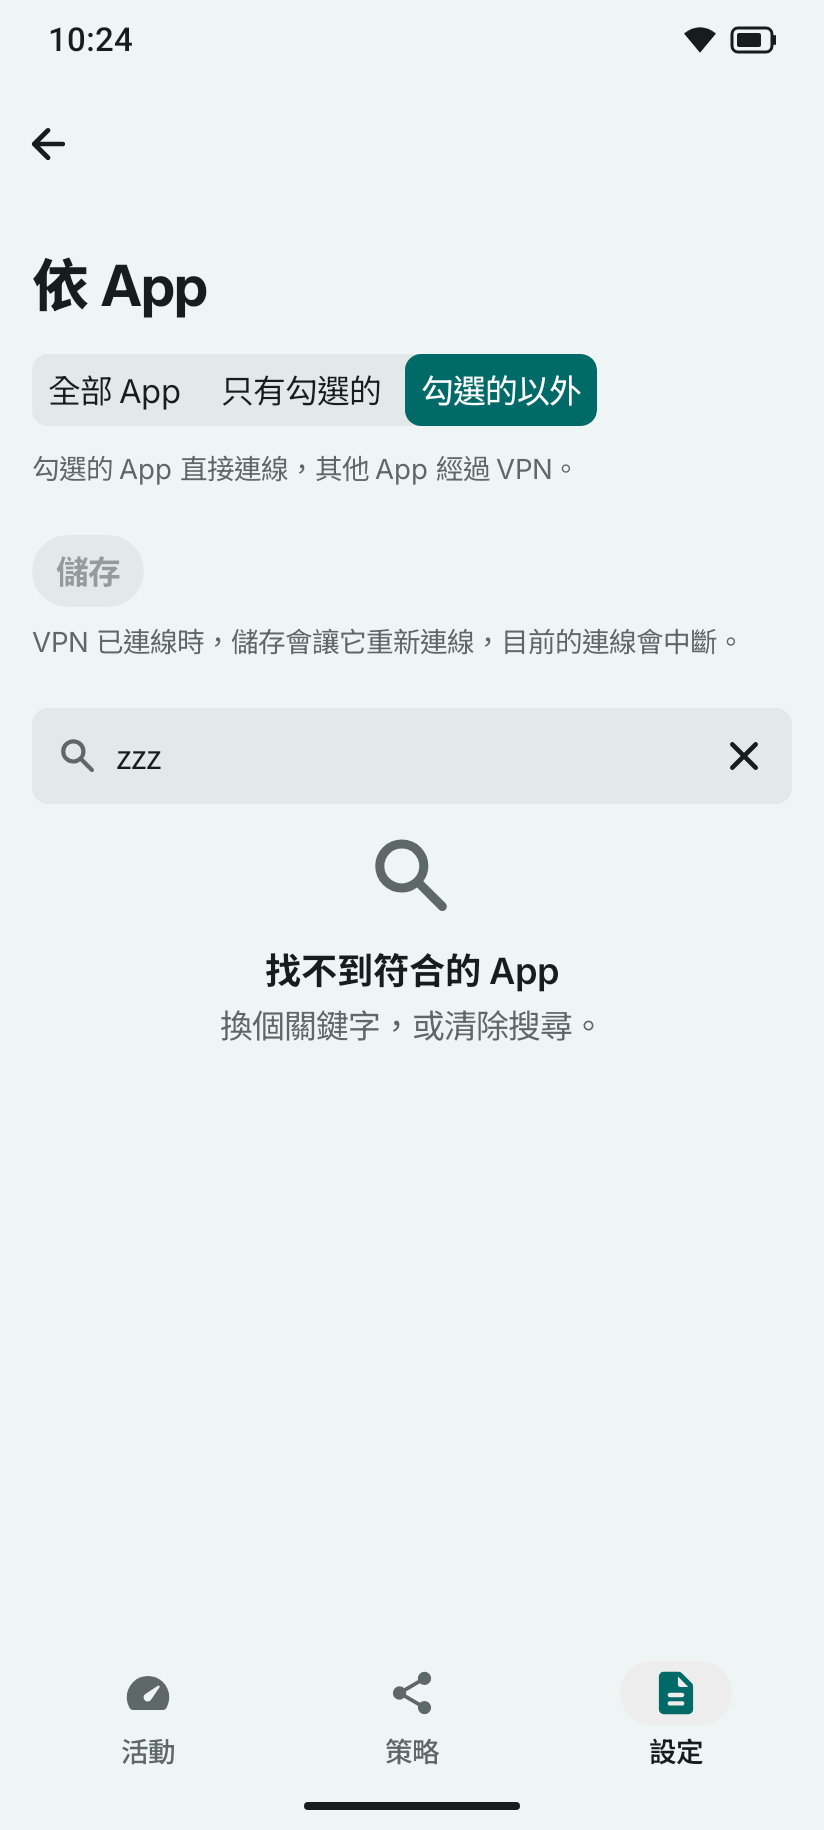 10:24
依 App
全部 App
只有勾選的
勾選的以外
勾選的 App 直接連線，其他 App 經過 VPN。
儲存
VPN 已連線時，儲存會讓它重新連線，目前的連線會中斷。
zzz
找不到符合的 App
換個關鍵字，或清除搜尋。
活動
策略
設定